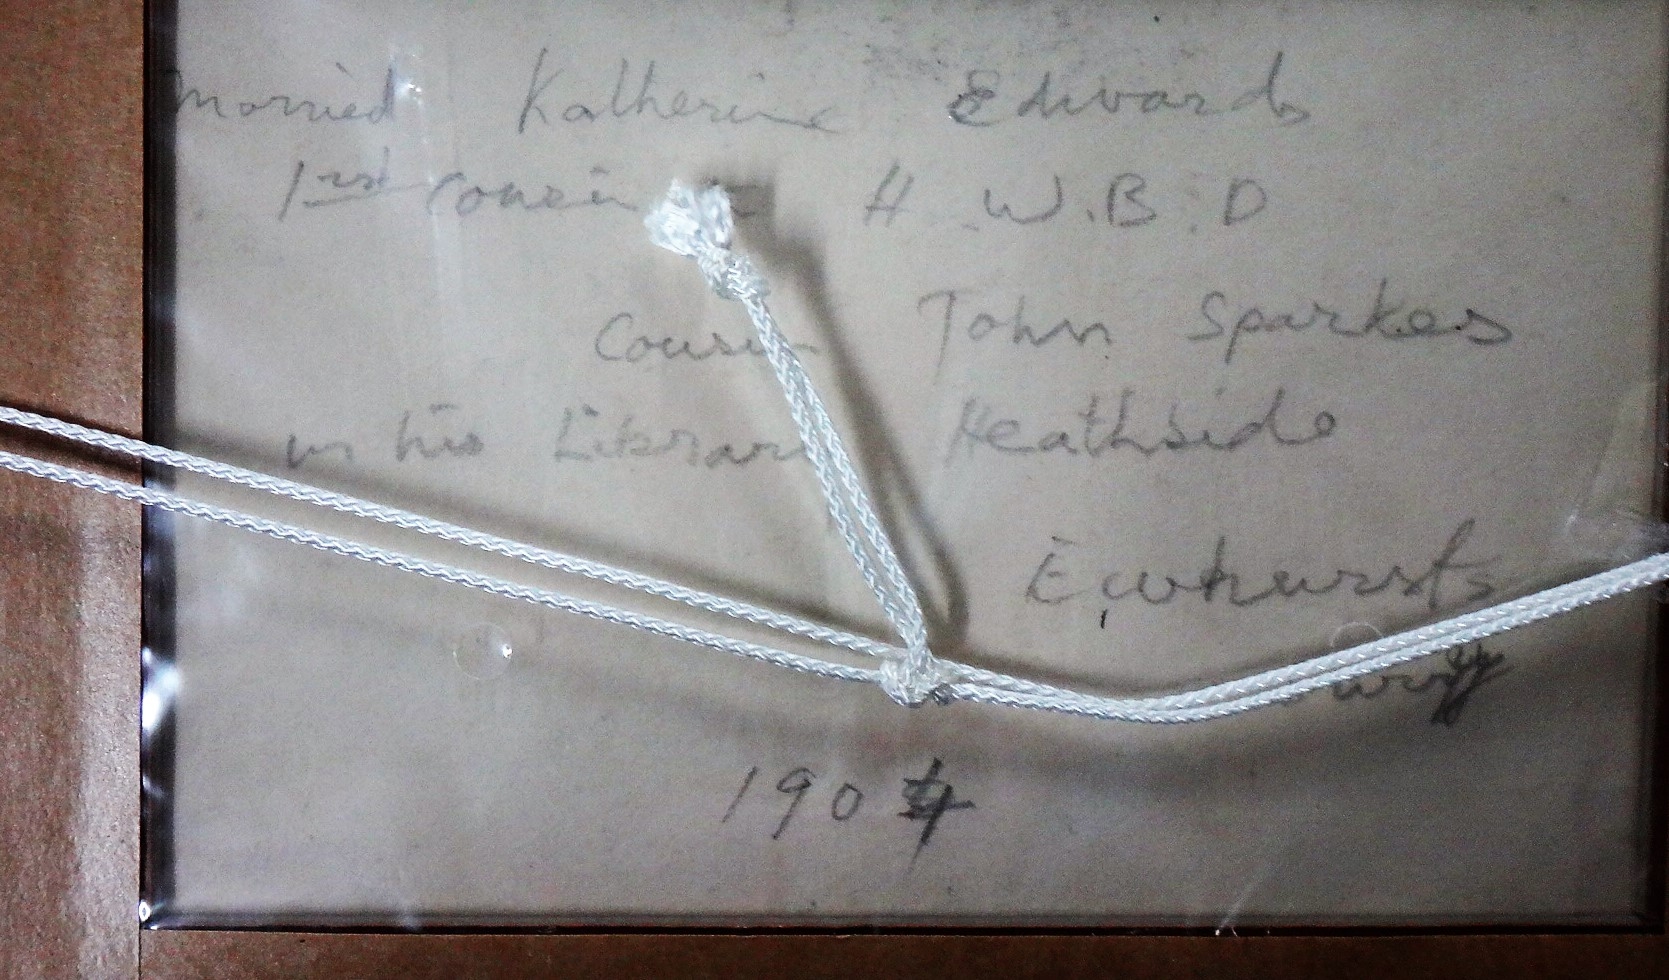 Married Katherine Edwards
1st cousin H.W.B.D
Cousin John Sparkes
in his Library Heathside
Ewhurst
1904